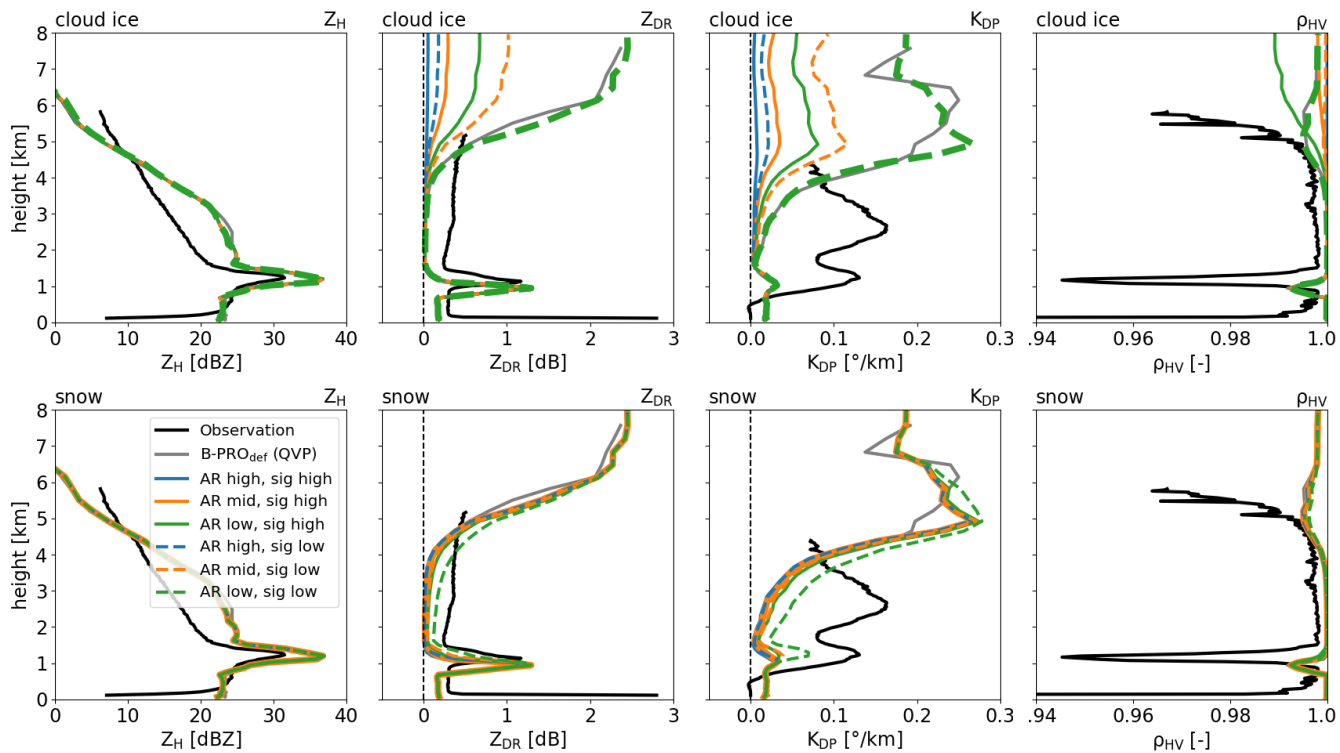 cloud ice Z_H cloud ice Z_DR cloud ice K_DP cloud ice ρ_HV
8
7
6
5
4
3
2
1
0
height [km]
0 10 20 30 40 0 1 2 3 0.0 0.1 0.2 0.3 .94 0.96 0.98 1.0
Z_H [dBZ] Z_DR [dB] K_DP [°/km] ρ_HV [-]
snow Z_H snow Z_DR snow K_DP snow ρ_HV
8
7
6
5
4
3
2
1
0
height [km]
Observation
B-PRO_def (QVP)
AR high, sig high
AR mid, sig high
AR low, sig high
AR high, sig low
AR mid, sig low
AR low, sig low
0 10 20 30 40 0 1 2 3 0.0 0.1 0.2 0.3 .94 0.96 0.98 1.0
Z_H [dBZ] Z_DR [dB] K_DP [°/km] ρ_HV [-]